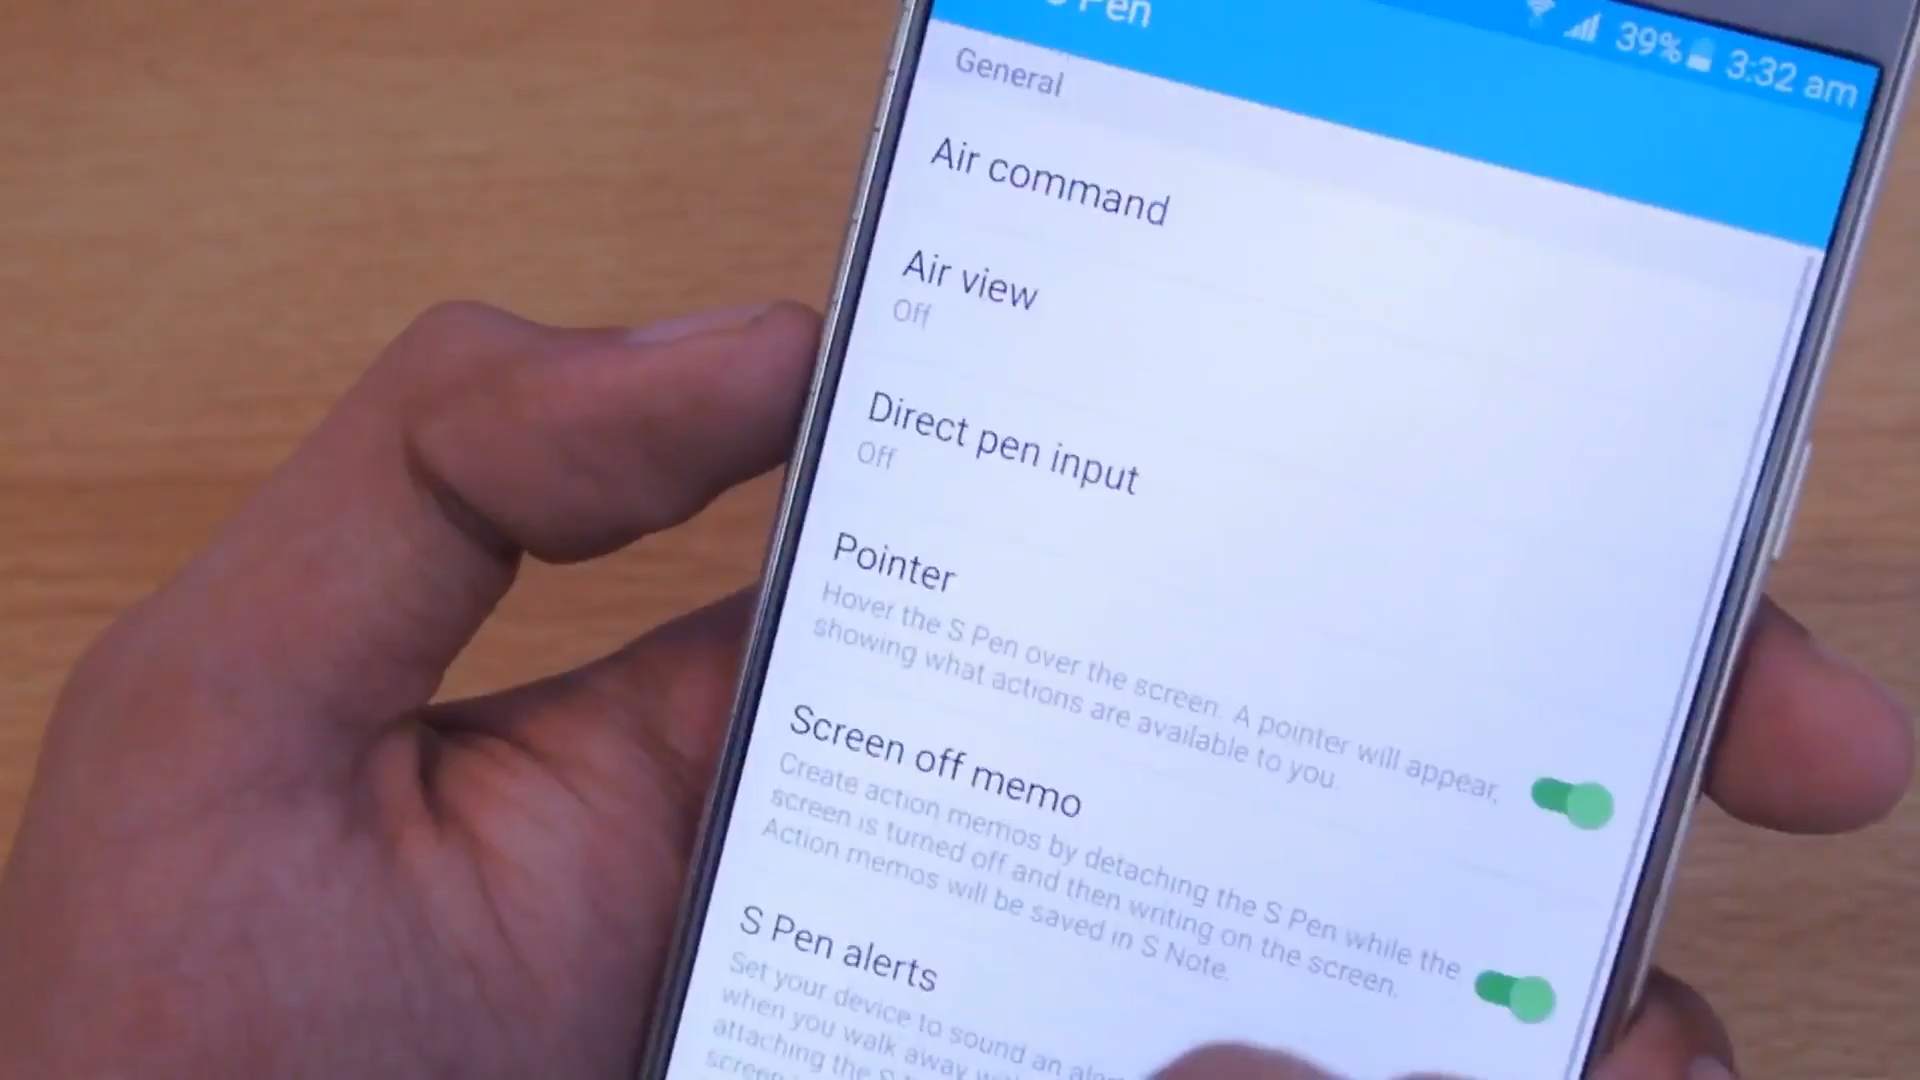 39% 3:32 am
S Pen
General
Air command
Air view
Off
Direct pen input
Off
Pointer
Hover the S Pen over the screen. A pointer will appear,
showing what actions are available to you.
Screen off memo
Create action memos by detaching the S Pen while the
screen is turned off and then writing on the screen.
Action memos will be saved in S Note.
S Pen alerts
Set your device to sound an
when you walk away
attaching the
screen